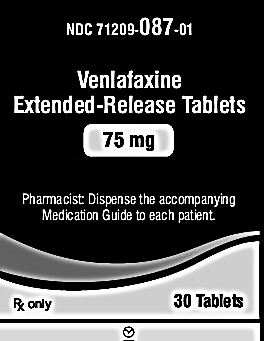 NDC 71209-087-01
Venlafaxine
Extended-Release Tablets
75 mg
Pharmacist: Dispense the accompanying
Medication Guide to each patient.
Rx only
30 Tablets